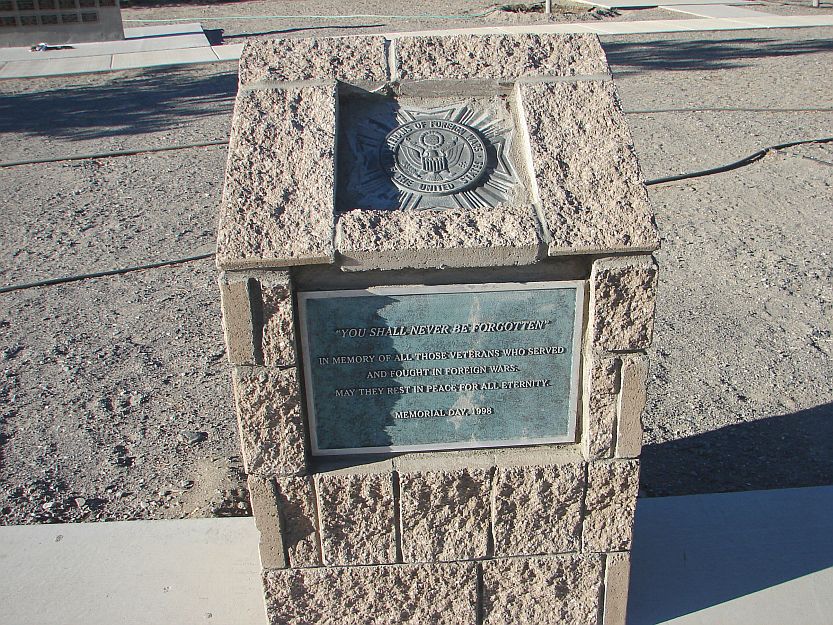 VETERANS OF FOREIGN WARS
OF THE UNITED STATES
"YOU SHALL NEVER BE FORGOTTEN"
IN MEMORY OF ALL THOSE VETERANS WHO SERVED
AND FOUGHT IN FOREIGN WARS.
MAY THEY REST IN PEACE FOR ALL ETERNITY.
MEMORIAL DAY, 1998